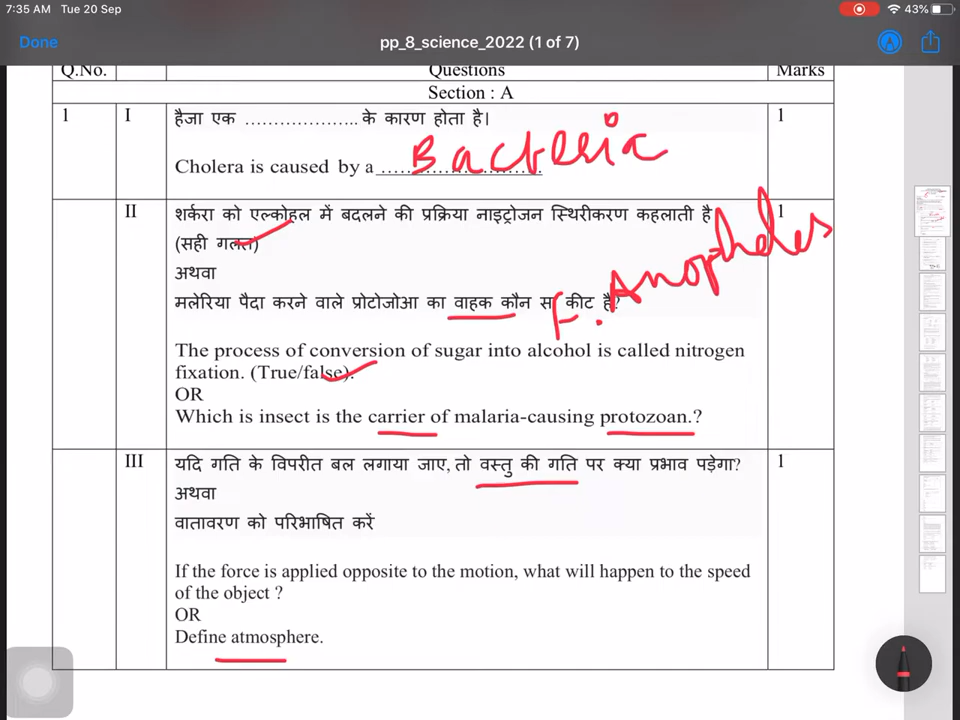 7:35 AM Tue 20 Sep 43%
Done pp_8_science_2022 (1 of 7)
Q.No. Questions Marks
Section : A
1 I हैजा एक ………………….. के कारण होता है। 1
Cholera is caused by a ........................... Bacteria
II शर्करा को एल्कोहल में बदलने की प्रक्रिया नाइट्रोजन स्थिरीकरण कहलाती है 1
(सही गलत)
अथवा
मलेरिया पैदा करने वाले प्रोटोजोआ का वाहक कौन सा कीट है? F. Anopheles
The process of conversion of sugar into alcohol is called nitrogen
fixation. (True/false).
OR
Which is insect is the carrier of malaria-causing protozoan.?
III यदि गति के विपरीत बल लगाया जाए, तो वस्तु की गति पर क्या प्रभाव पड़ेगा? 1
अथवा
वातावरण को परिभाषित करें
If the force is applied opposite to the motion, what will happen to the speed
of the object ?
OR
Define atmosphere.